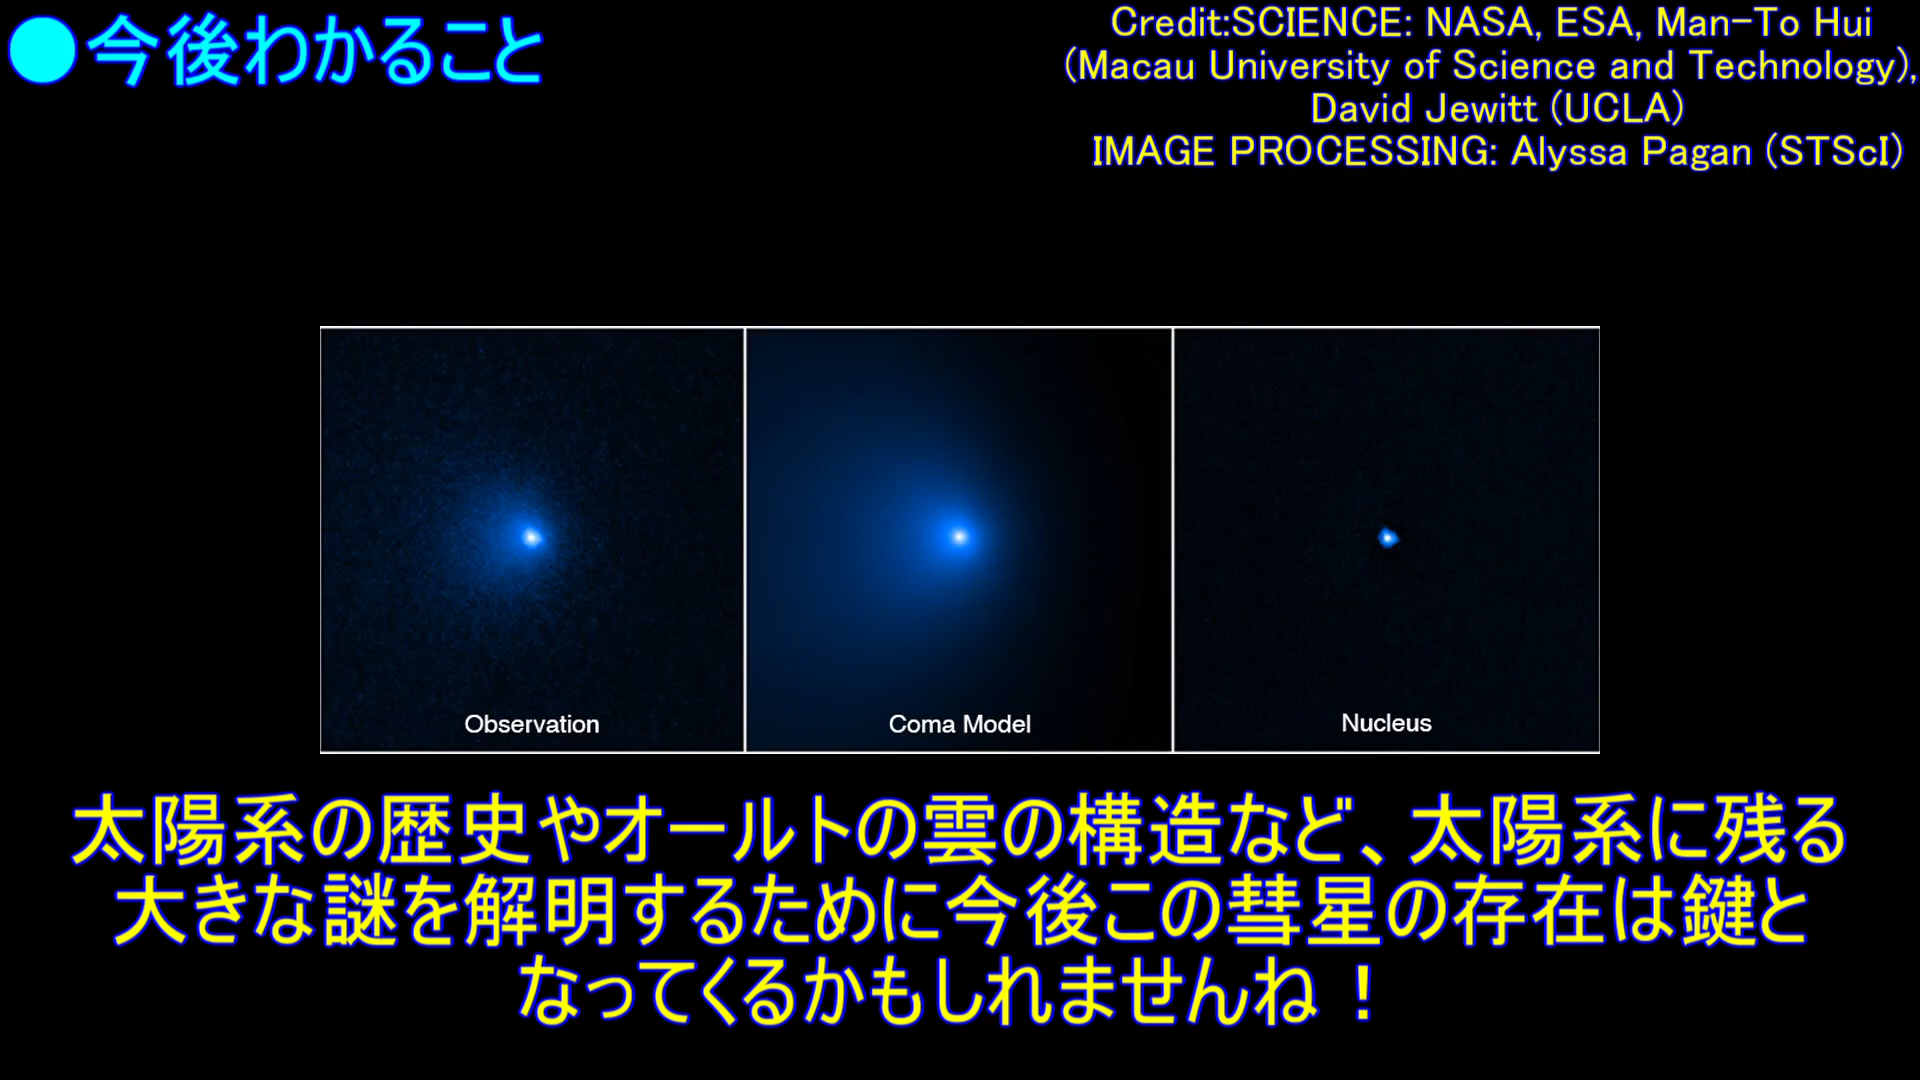 ●今後わかること
Credit:SCIENCE: NASA, ESA, Man-To Hui
(Macau University of Science and Technology),
David Jewitt (UCLA)
IMAGE PROCESSING: Alyssa Pagan (STScI)
Observation
Coma Model
Nucleus
太陽系の歴史やオールトの雲の構造など、太陽系に残る
大きな謎を解明するために今後この彗星の存在は鍵と
なってくるかもしれませんね！